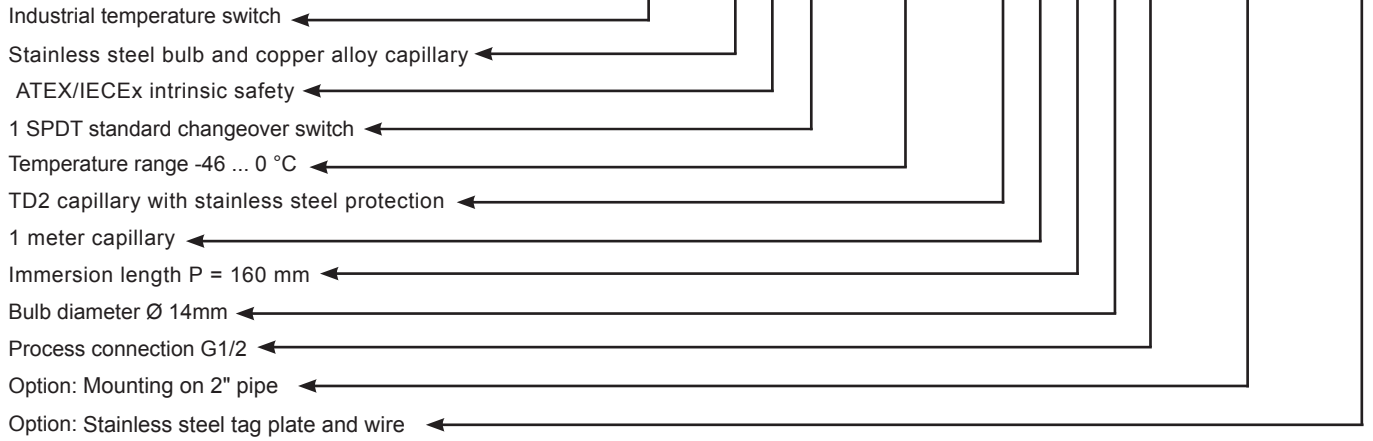 Industrial temperature switch
Stainless steel bulb and copper alloy capillary
ATEX/IECEx intrinsic safety
1 SPDT standard changeover switch
Temperature range -46 ... 0 °C
TD2 capillary with stainless steel protection
1 meter capillary
Immersion length P = 160 mm
Bulb diameter Ø 14mm
Process connection G1/2
Option: Mounting on 2" pipe
Option: Stainless steel tag plate and wire